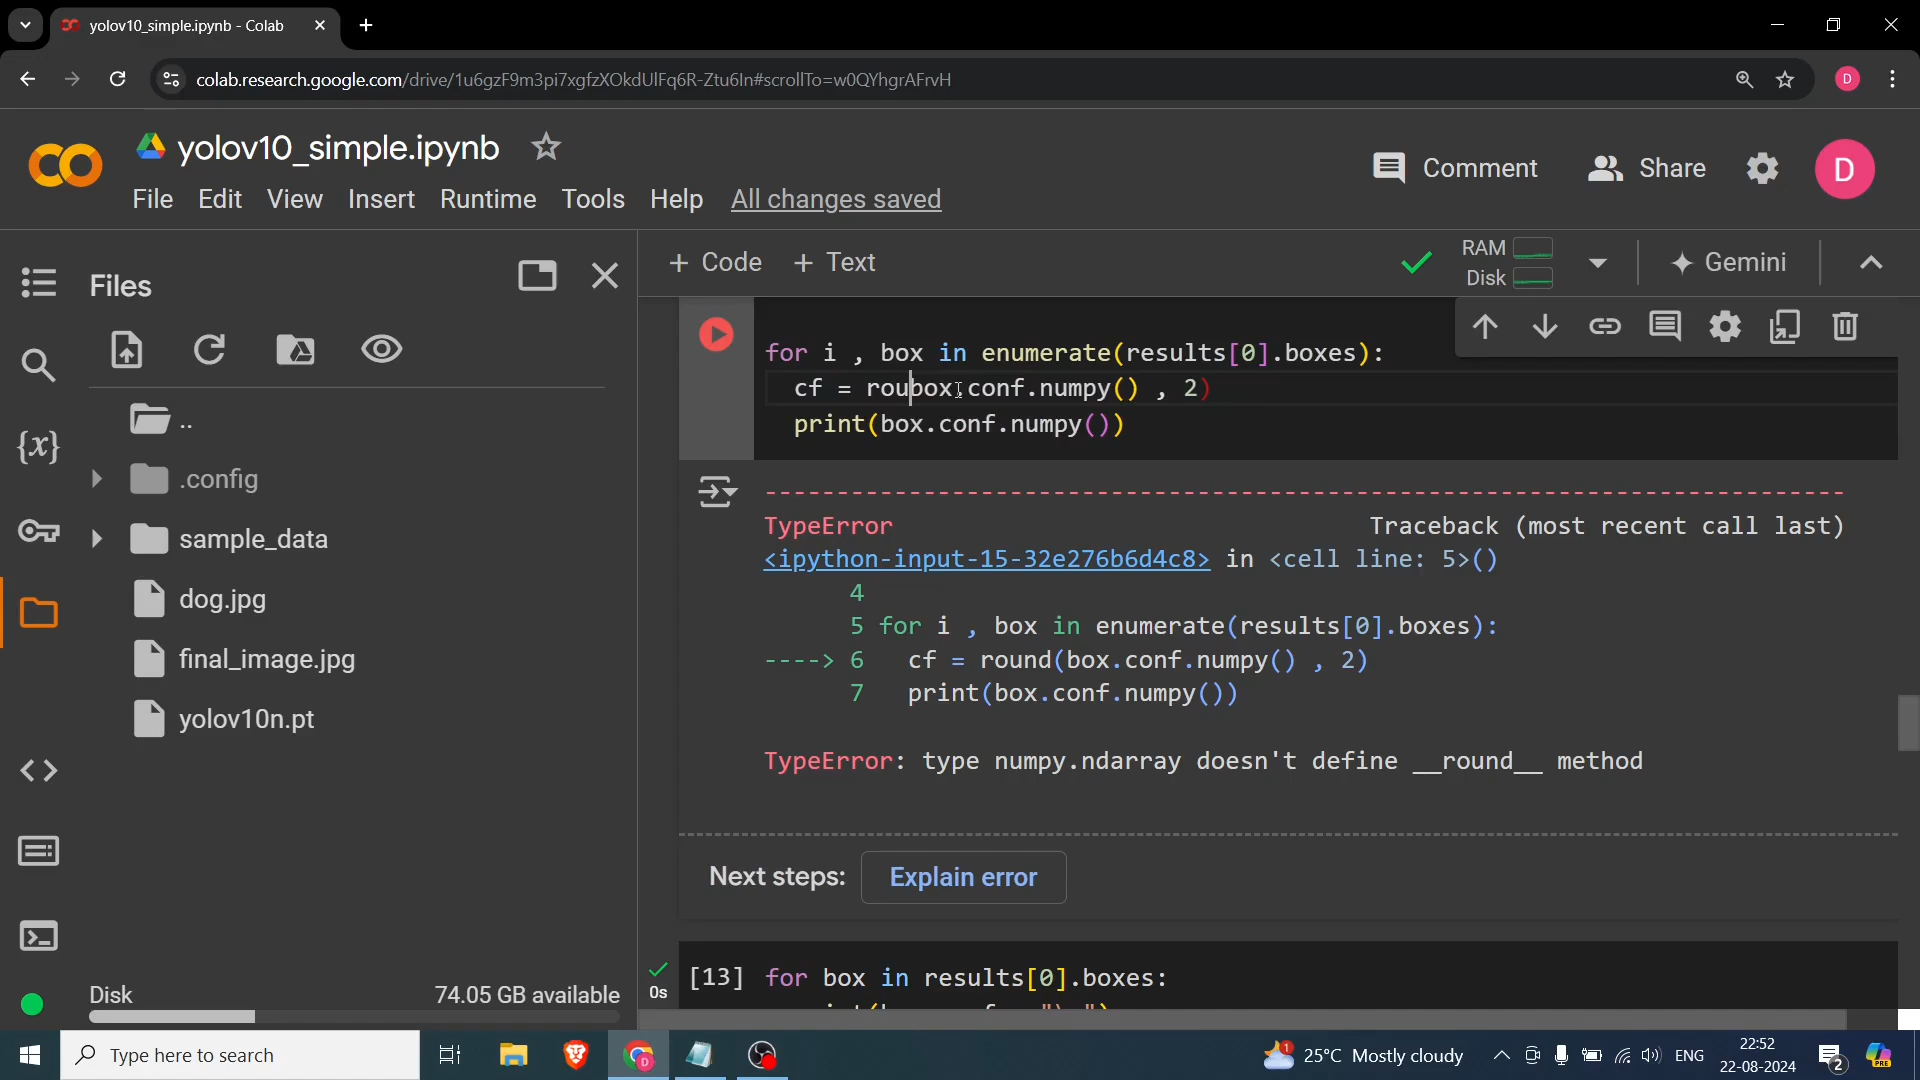 yolov10_simple.ipynb - Colab
colab.research.google.com/drive/1u6gzF9m3pi7xgfzXOkdUlFq6R-Ztu6In#scrollTo=w0QYhgrAFrvH
D
yolov10_simple.ipynb
Comment
Share
D
File Edit View Insert Runtime Tools Help All changes saved
Files
+ Code + Text
RAM
Disk
Gemini
..
.config
sample_data
dog.jpg
final_image.jpg
yolov10n.pt
{x}
Disk 74.05 GB available
for i , box in enumerate(results[0].boxes):
cf = roubox.conf.numpy() , 2)
print(box.conf.numpy())
---------------------------------------------------------------------------
TypeError Traceback (most recent call last)
<ipython-input-15-32e276b6d4c8> in <cell line: 5>()
4
5 for i , box in enumerate(results[0].boxes):
----> 6 cf = round(box.conf.numpy() , 2)
7 print(box.conf.numpy())
TypeError: type numpy.ndarray doesn't define __round__ method
Next steps: Explain error
[13] for box in results[0].boxes:
0s
Type here to search
1
25°C Mostly cloudy
ENG
22:52
22-08-2024
2
PRE